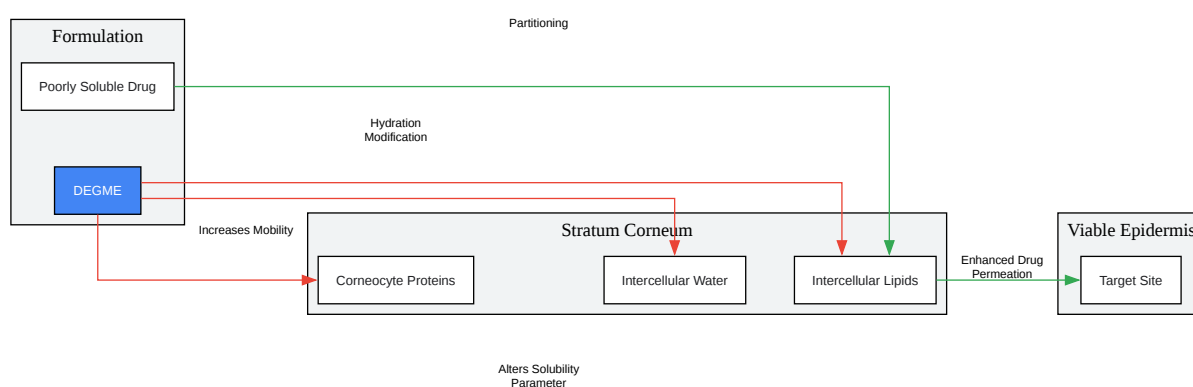 Partitioning
Formulation
Poorly Soluble Drug
Hydration
Modification
DEGME
Increases Mobility
Stratum Corneum
Viable Epidermis
Corneocyte Proteins
Intercellular Water
Intercellular Lipids
Enhanced Drug
Permeation
Target Site
Alters Solubility
Parameter